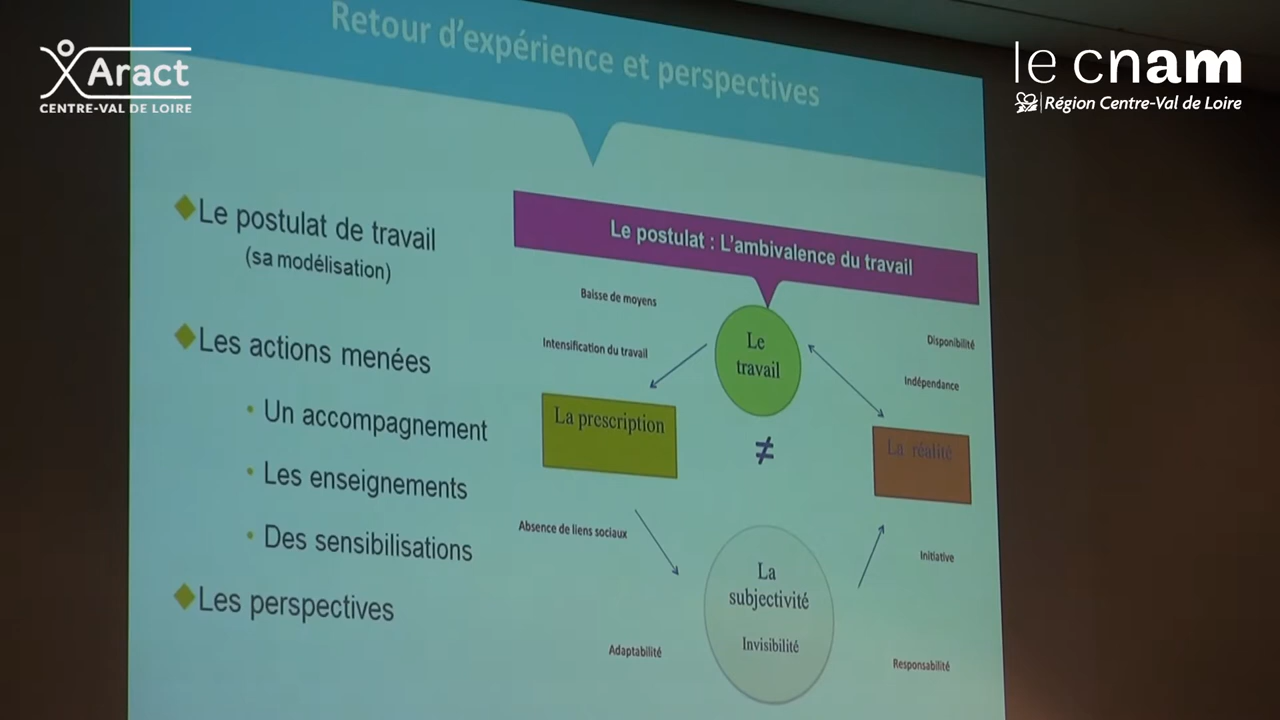 Retour d'expérience et perspectives
Aract
CENTRE-VAL DE LOIRE
le cnam
Région Centre-Val de Loire
Le postulat de travail
(sa modélisation)
Les actions menées
• Un accompagnement
• Les enseignements
• Des sensibilisations
Les perspectives
Le postulat : L'ambivalence du travail
Baisse de moyens
Intensification du travail
Le
travail
Disponibilité
Indépendance
La prescription
≠
La réalité
Absence de liens sociaux
La
subjectivité
Invisibilité
Initiative
Adaptabilité
Responsabilité